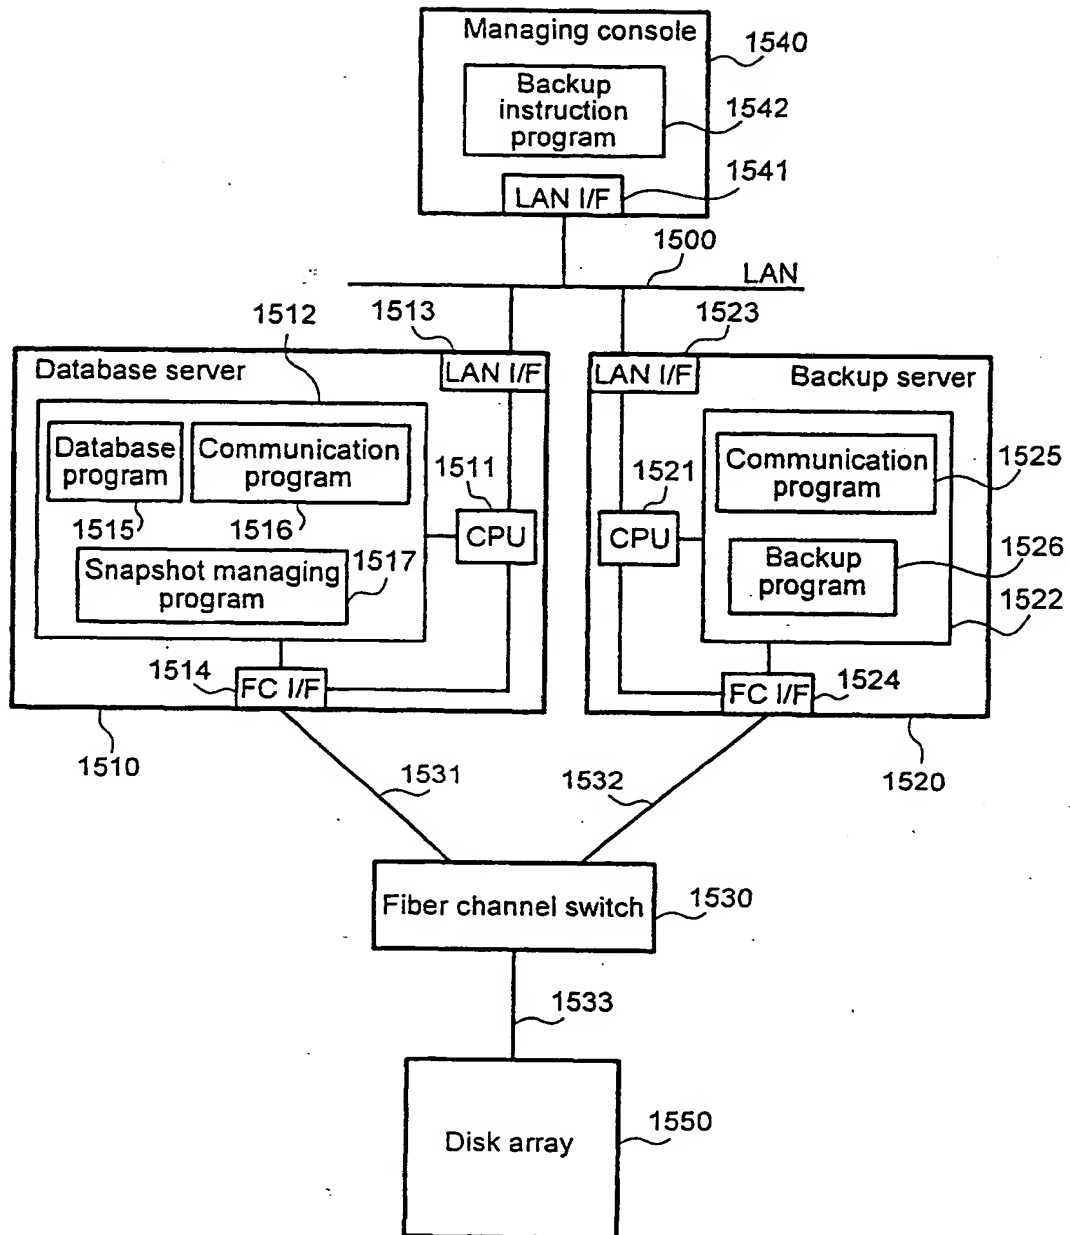 Managing console
1540
Backup
instruction
program
1542
LAN I/F
1541
1500
LAN
1512
1513
1523
Database server
LAN I/F
LAN I/F
Backup server
Database
program
Communication
program
1511
CPU
1521
CPU
Communication
program
1525
1515
1516
Snapshot managing
program
1517
Backup
program
1526
1522
1514
FC I/F
FC I/F
1524
1510
1531
1532
1520
Fiber channel switch
1530
1533
Disk array
1550